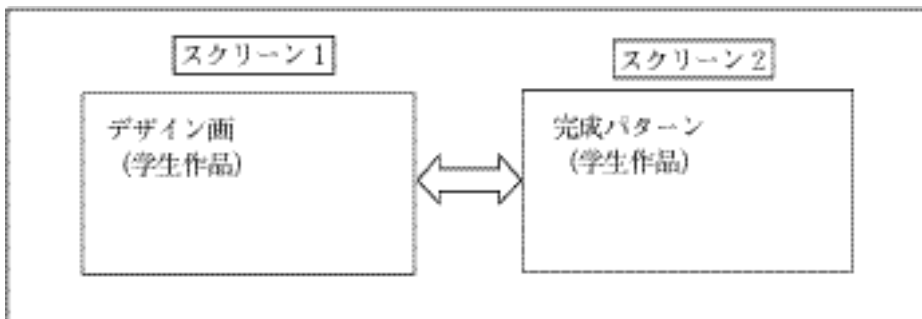 スクリーン1
デザイン画
(学生作品)
スクリーン2
完成パターン
(学生作品)